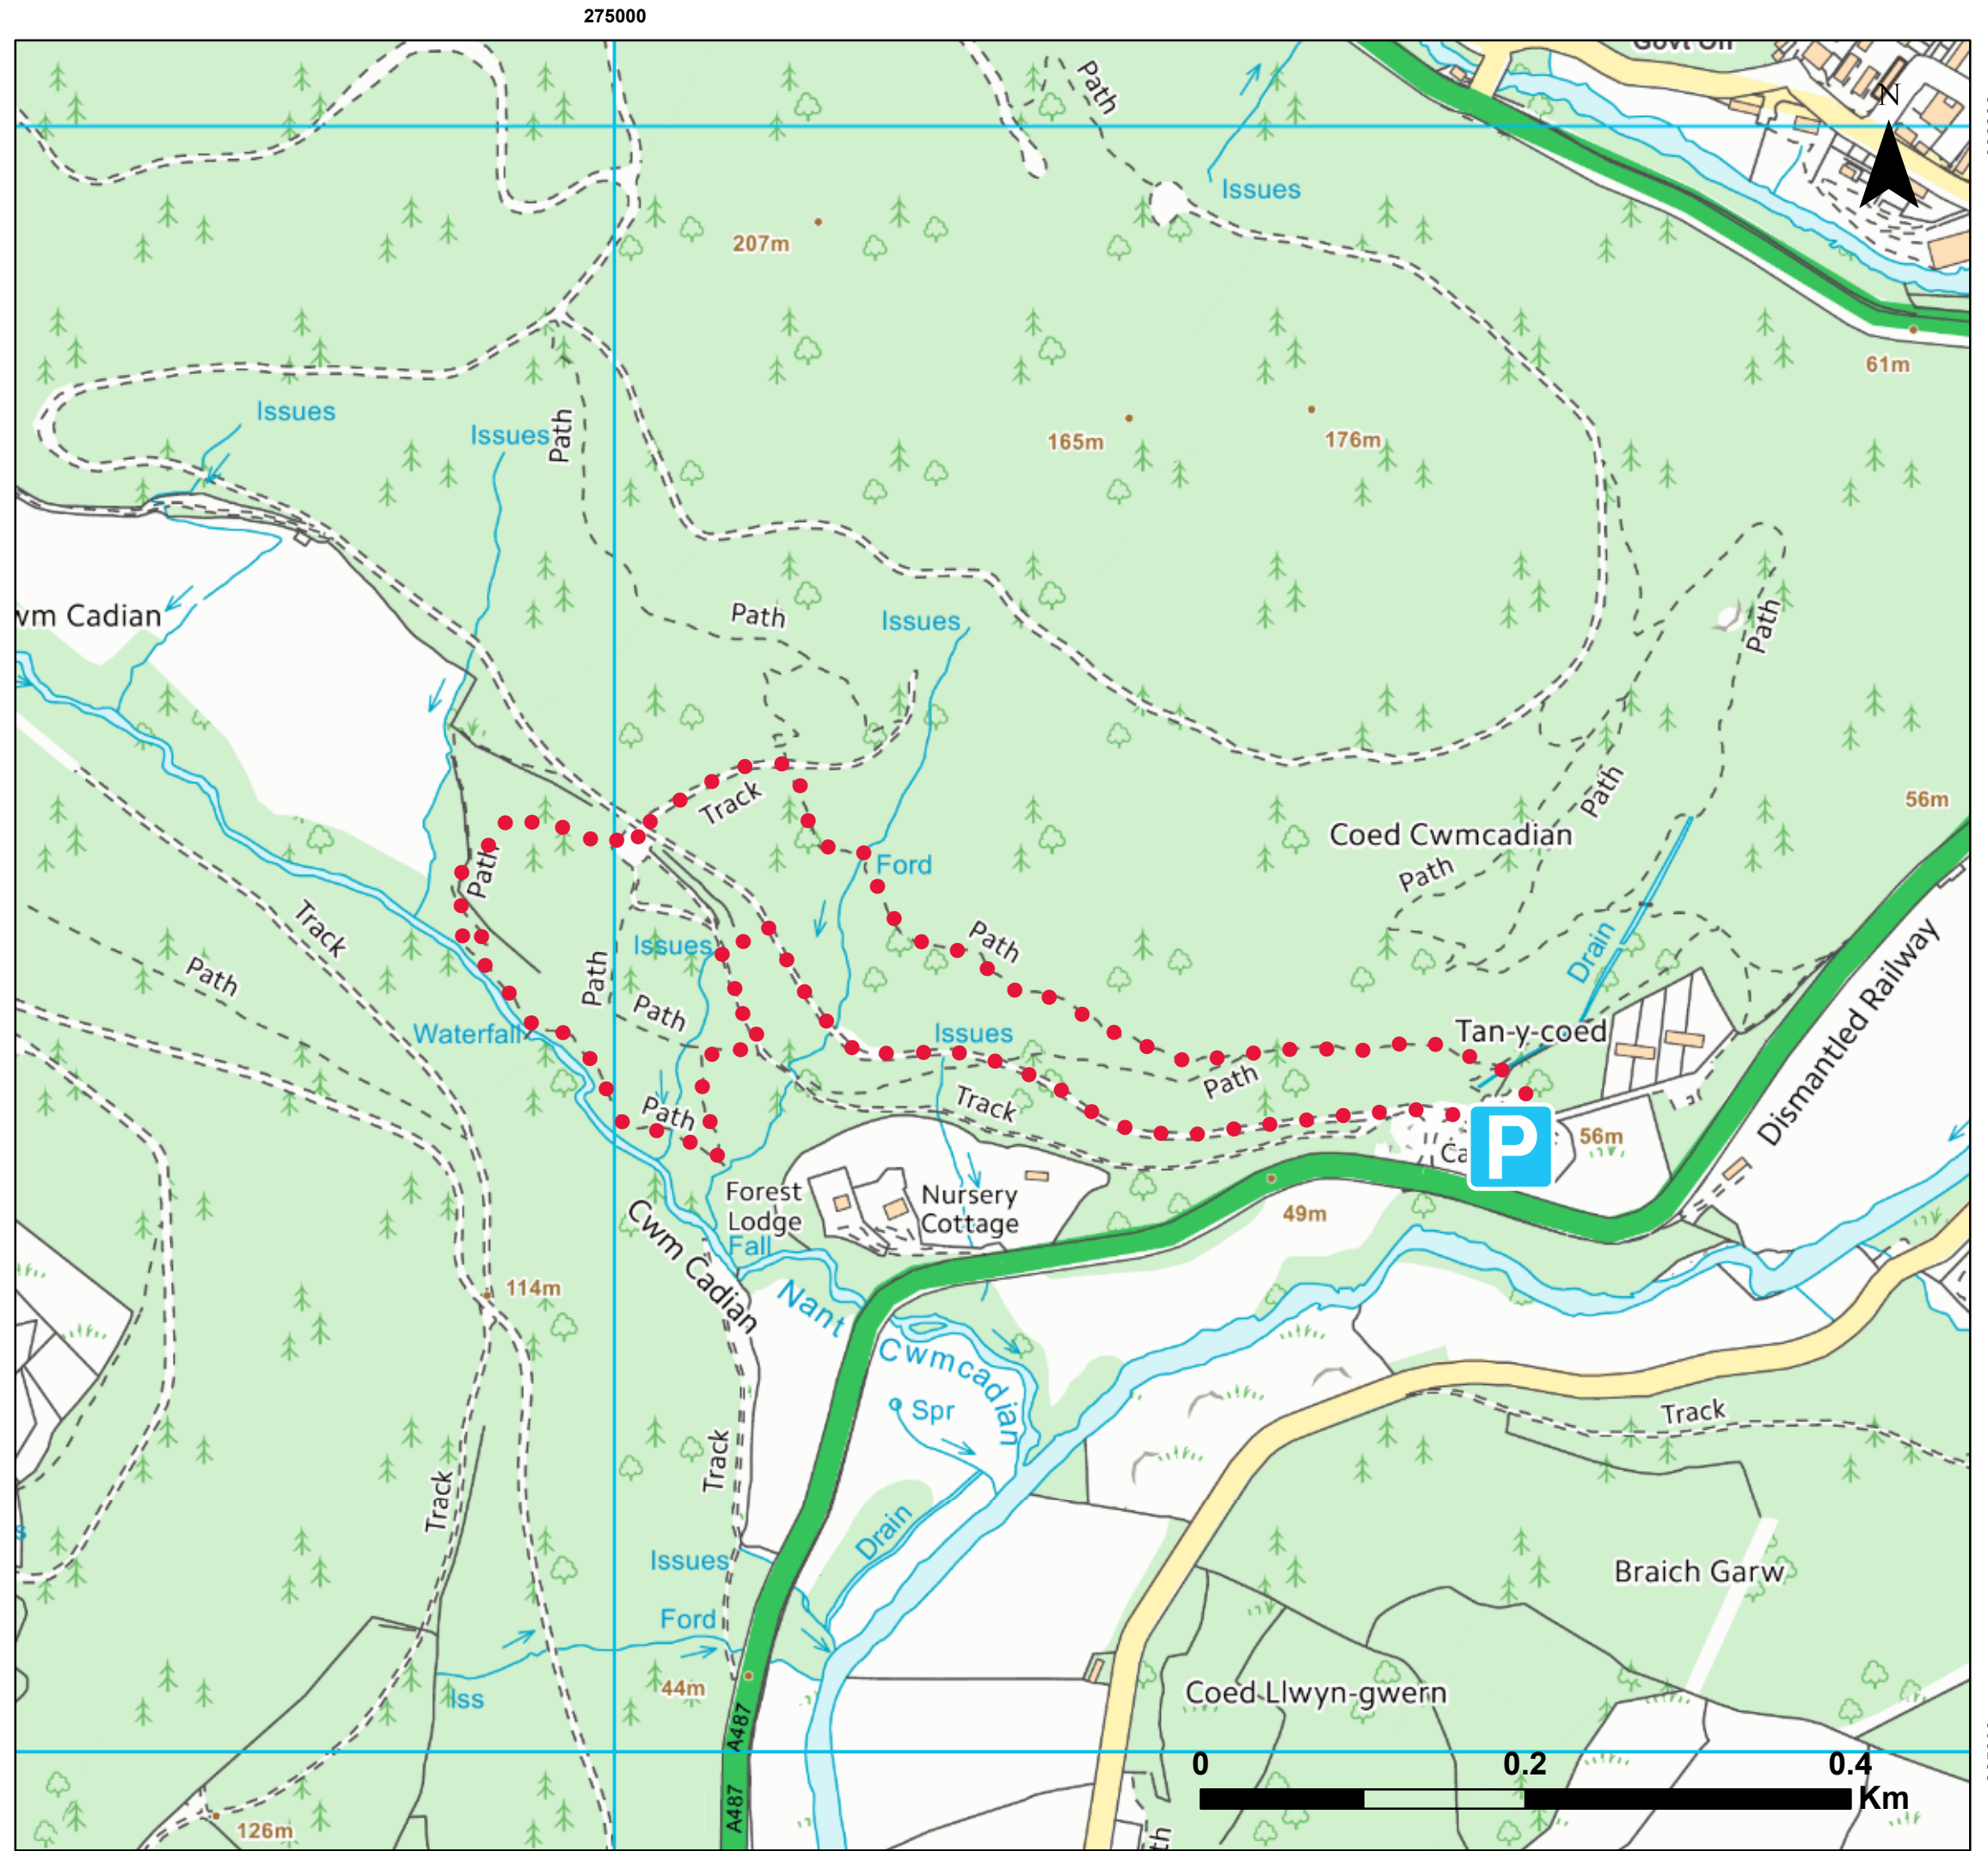 275000
Govt Off
Path
N
Issues
207m
61m
Issues
Issues
Path
165m
176m
wm Cadian
Path
Issues
Path
Track
Path
56m
Coed Cwmcadian
Path
Ford
Path
Track
Issues
Path
Path
Drain
Dismantled Railway
Path
Path
Waterfall
Issues
Tan-y-coed
Path
Track
Path
P
56m
Ca
Forest
Lodge
Nursery
Cottage
49m
Cwm Cadian
Fall
114m
Nant
Cwmcadian
Spr
Track
Track
Track
Drain
Issues
Braich Garw
Ford
44m
Iss
Coed Llwyn-gwern
A487
A487
0 0.2 0.4
Km
126m
th